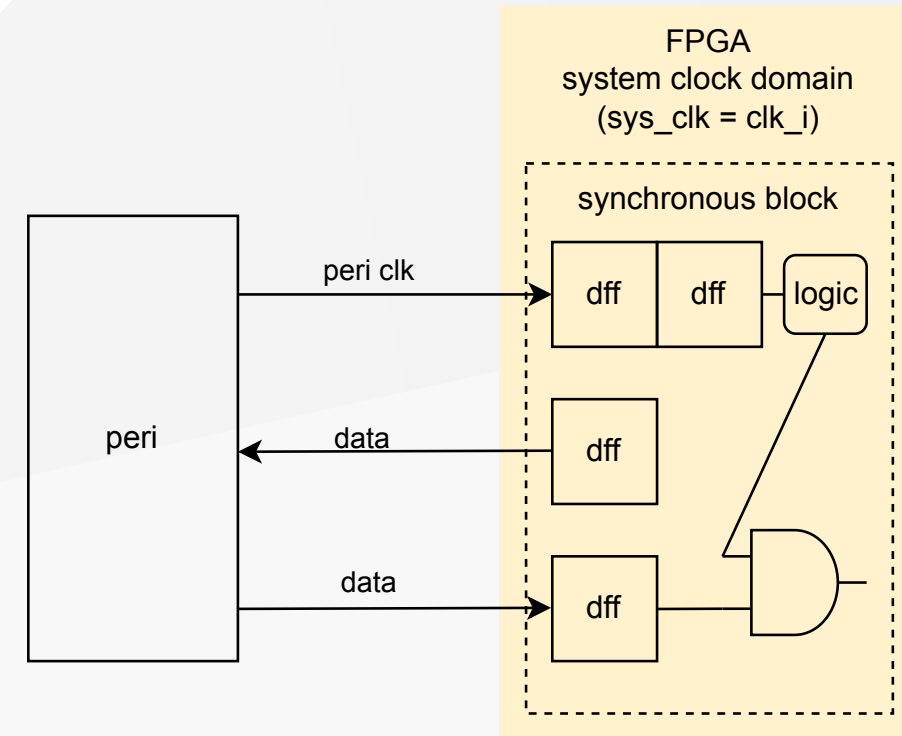 FPGA
system clock domain
(sys_clk = clk_i)
synchronous block
peri clk
dff
dff
logic
peri
data
dff
data
dff